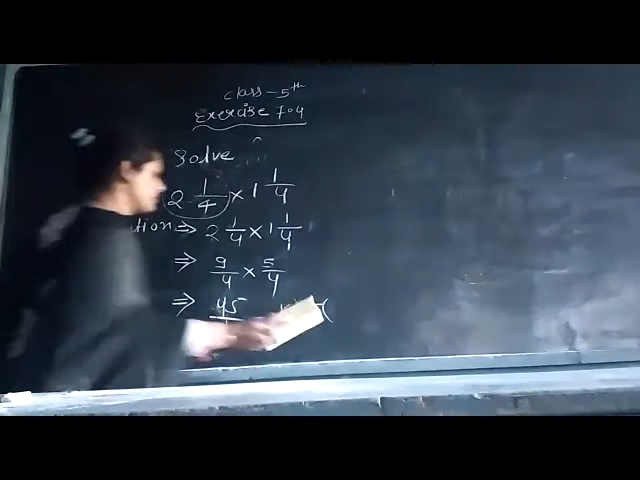 Class - 5th
Exercise 7.4
Solve
2 1/4 × 1 1/4
ution ⇒ 2 1/4 × 1 1/4
⇒ 9/4 × 5/4
⇒ 45